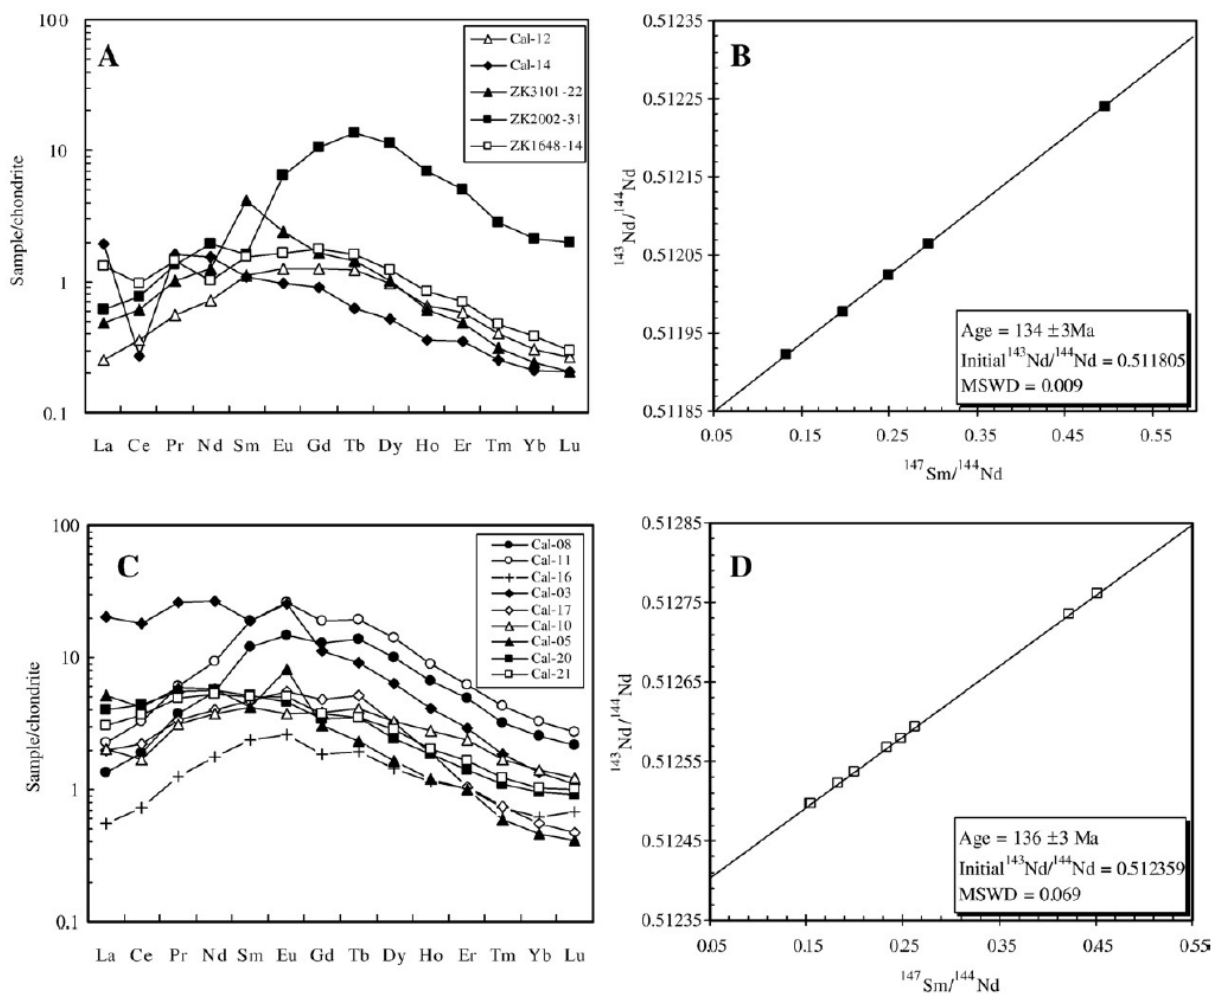 A
100.0
10
1
0.1
Sample/chondrite
Cal-12
Cal-14
ZK3101-22
ZK2002-31
ZK1648-14
La Ce Pr Nd Sm Eu Gd Tb Dy Ho Er Tm Yb Lu
B
0.51235
0.51225
0.51215
0.51205
0.51195
0.51185
¹⁴³Nd/¹⁴⁴Nd
Age = 134 ±3Ma
Initial¹⁴³Nd/¹⁴⁴Nd = 0.511805
MSWD = 0.009
0.05 0.15 0.25 0.35 0.45 0.55
¹⁴⁷Sm/¹⁴⁴Nd
C
100
10
1
0.1
Sample/chondrite
Cal-08
Cal-11
Cal-16
Cal-03
Cal-17
Cal-10
Cal-05
Cal-20
Cal-21
La Ce Pr Nd Sm Eu Gd Tb Dy Ho Er Tm Yb Lu
D
0.51285
0.51275
0.51265
0.51255
0.51245
0.51235
¹⁴³Nd/¹⁴⁴Nd
Age = 136 ±3 Ma
Initial¹⁴³Nd/¹⁴⁴Nd = 0.512359
MSWD = 0.069
0.05 0.15 0.25 0.35 0.45 0.55
¹⁴⁷Sm/¹⁴⁴Nd